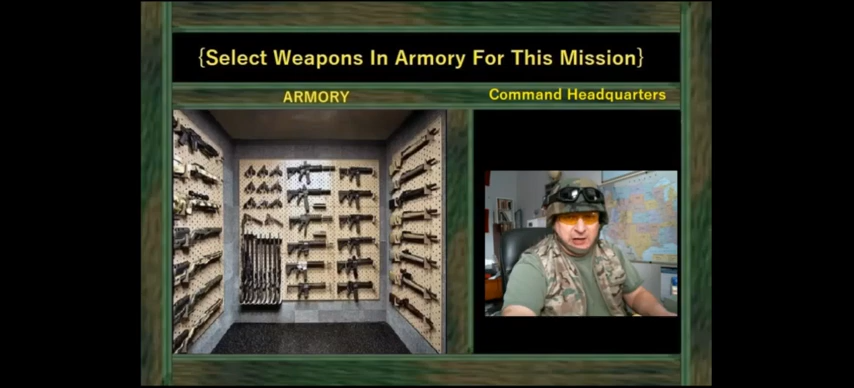 {Select Weapons In Armory For This Mission}
ARMORY
Command Headquarters